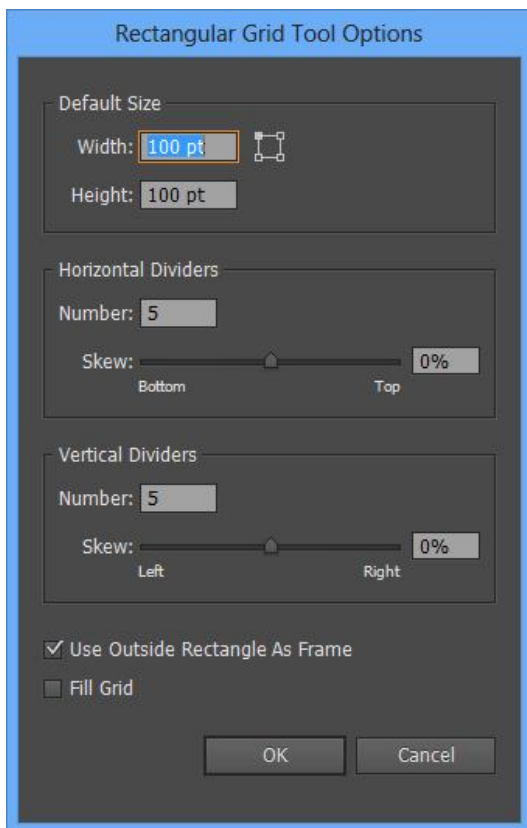 Rectangular Grid Tool Options
Default Size
Width: 100 pt
Height: 100 pt
Horizontal Dividers
Number: 5
Skew: 0%
Bottom Top
Vertical Dividers
Number: 5
Skew: 0%
Left Right
Use Outside Rectangle As Frame
Fill Grid
OK Cancel